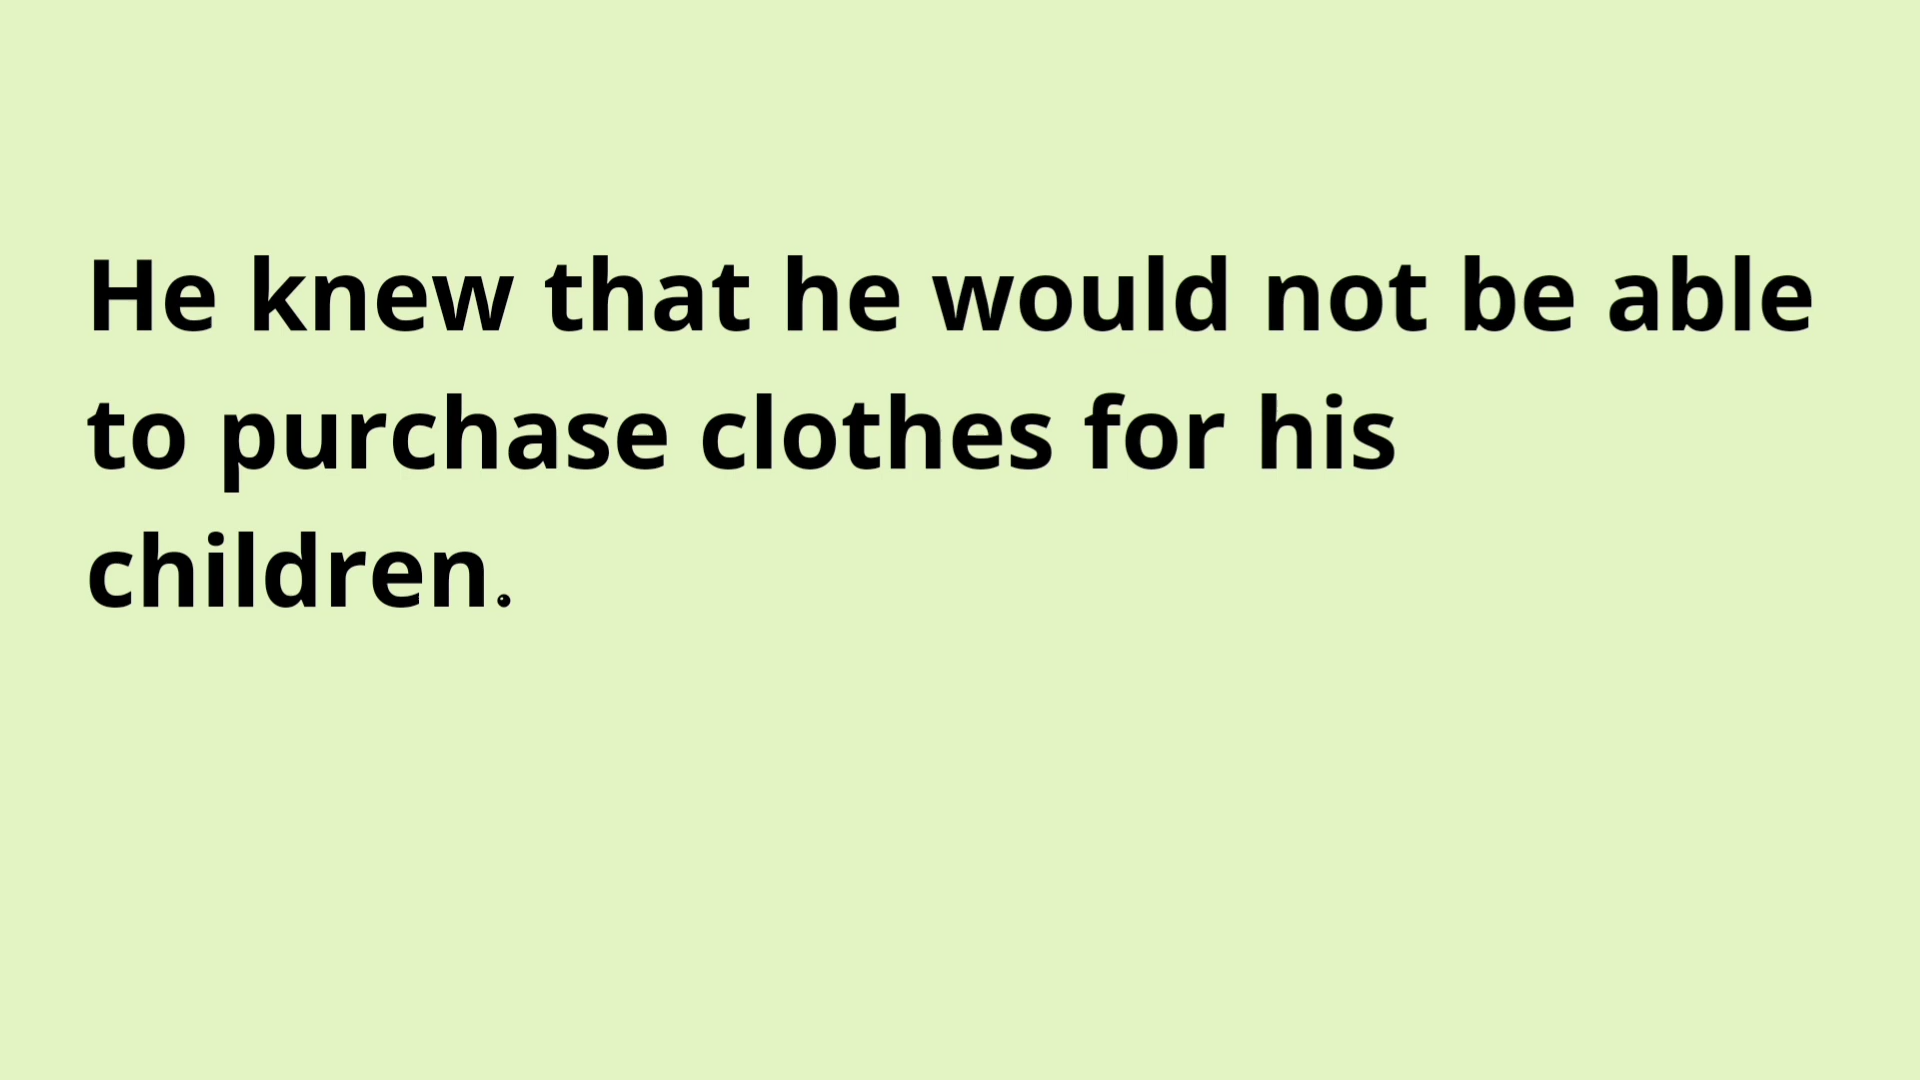 He knew that he would not be able
to purchase clothes for his
children.